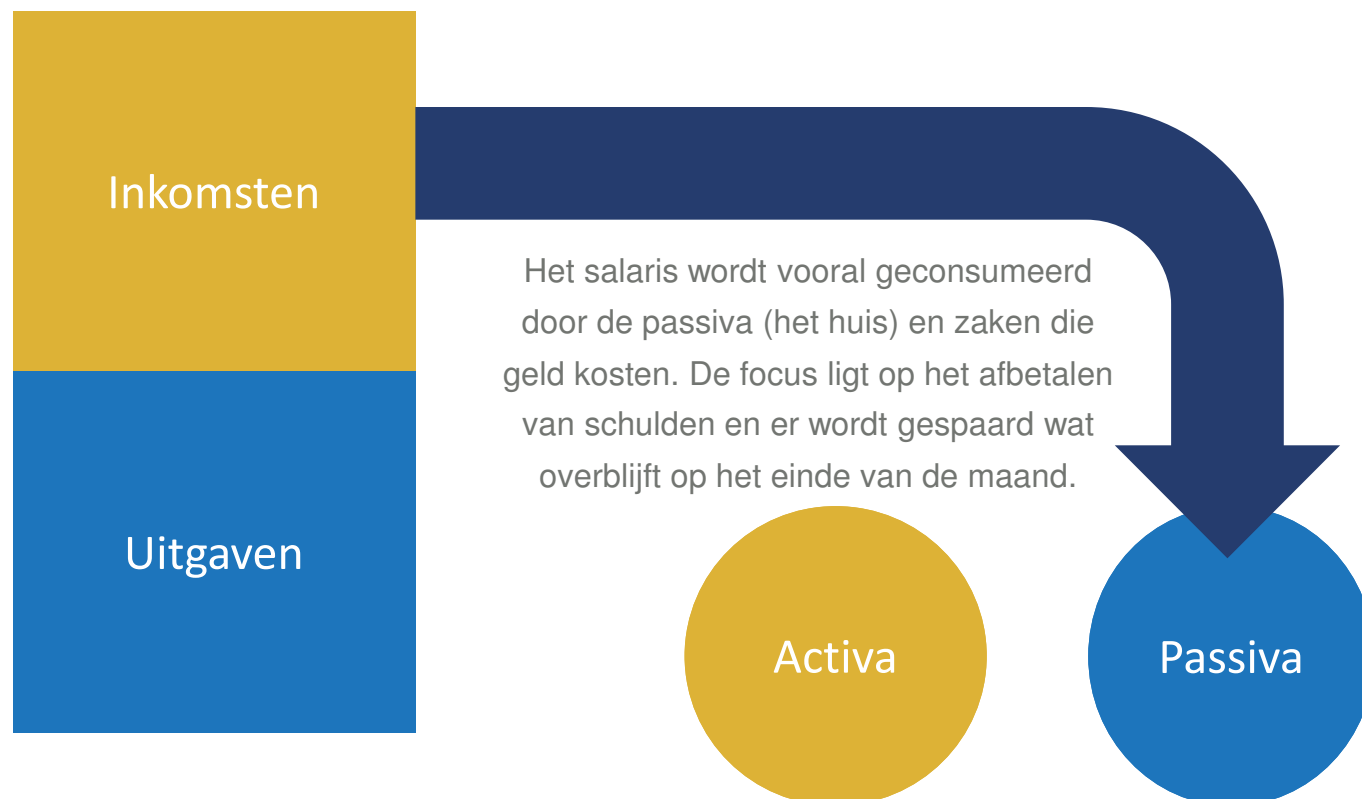 Inkomsten
Het salaris wordt vooral geconsumeerd
door de passiva (het huis) en zaken die
geld kosten. De focus ligt op het afbetalen
van schulden en er wordt gespaard wat
overblijft op het einde van de maand.
Uitgaven
Activa
Passiva